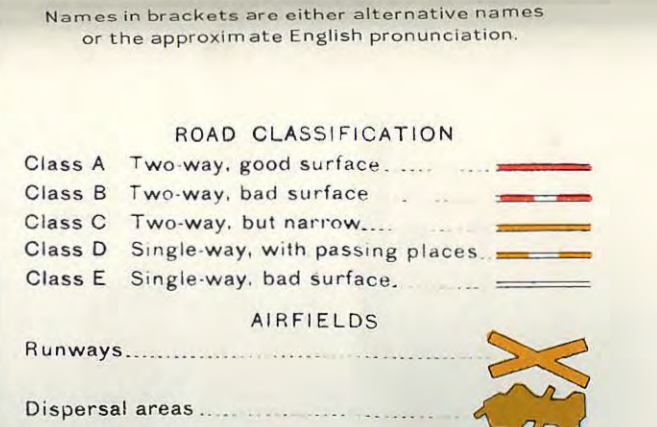 Names in brackets are either alternative names
or the approximate English pronunciation.
ROAD CLASSIFICATION
Class A Two-way, good surface
Class B Two-way, bad surface
Class C Two-way, but narrow
Class D Single-way, with passing places
Class E Single-way, bad surface
AIRFIELDS
Runways
Dispersal areas